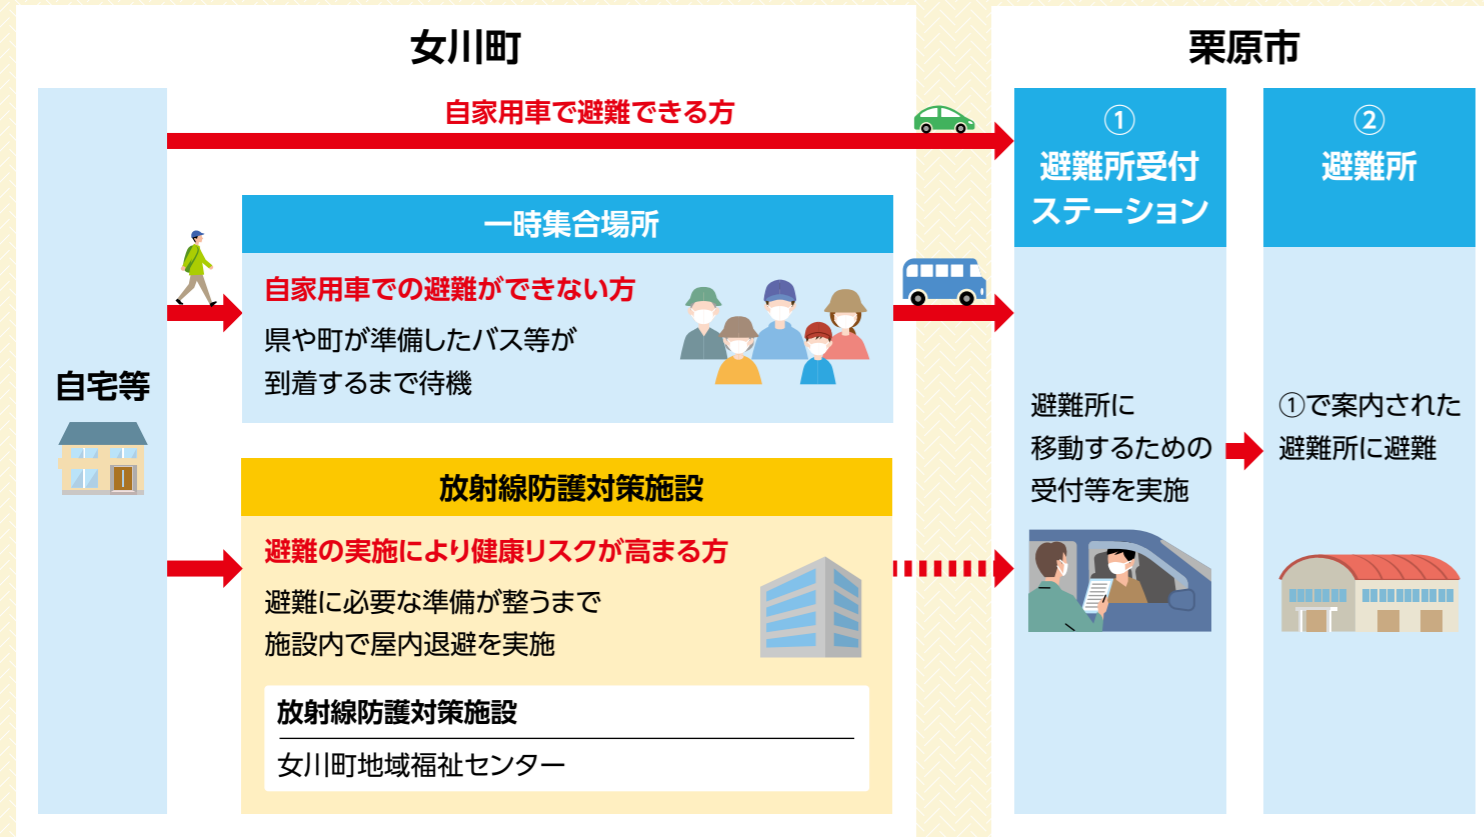 女川町
自宅等
自家用車で避難できる方
一時集合場所
自家用車での避難ができない方
県や町が準備したバス等が
到着するまで待機
放射線防護対策施設
避難の実施により健康リスクが高まる方
避難に必要な準備が整うまで
施設内で屋内退避を実施
放射線防護対策施設
女川町地域福祉センター
栗原市
①
避難所受付
ステーション
避難所に
移動するための
受付等を実施
②
避難所
①で案内された
避難所に避難